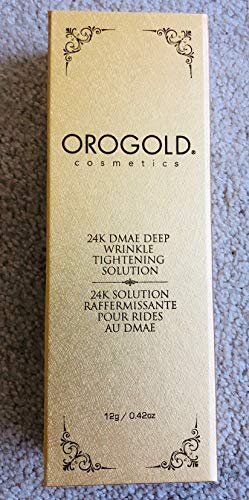 OROGOLD®
cosmetics
24K DMAE DEEP
WRINKLE
TIGHTENING
SOLUTION
24K SOLUTION
RAFFERMISSANTE
POUR RIDES
AU DMAE
12g / 0.42oz